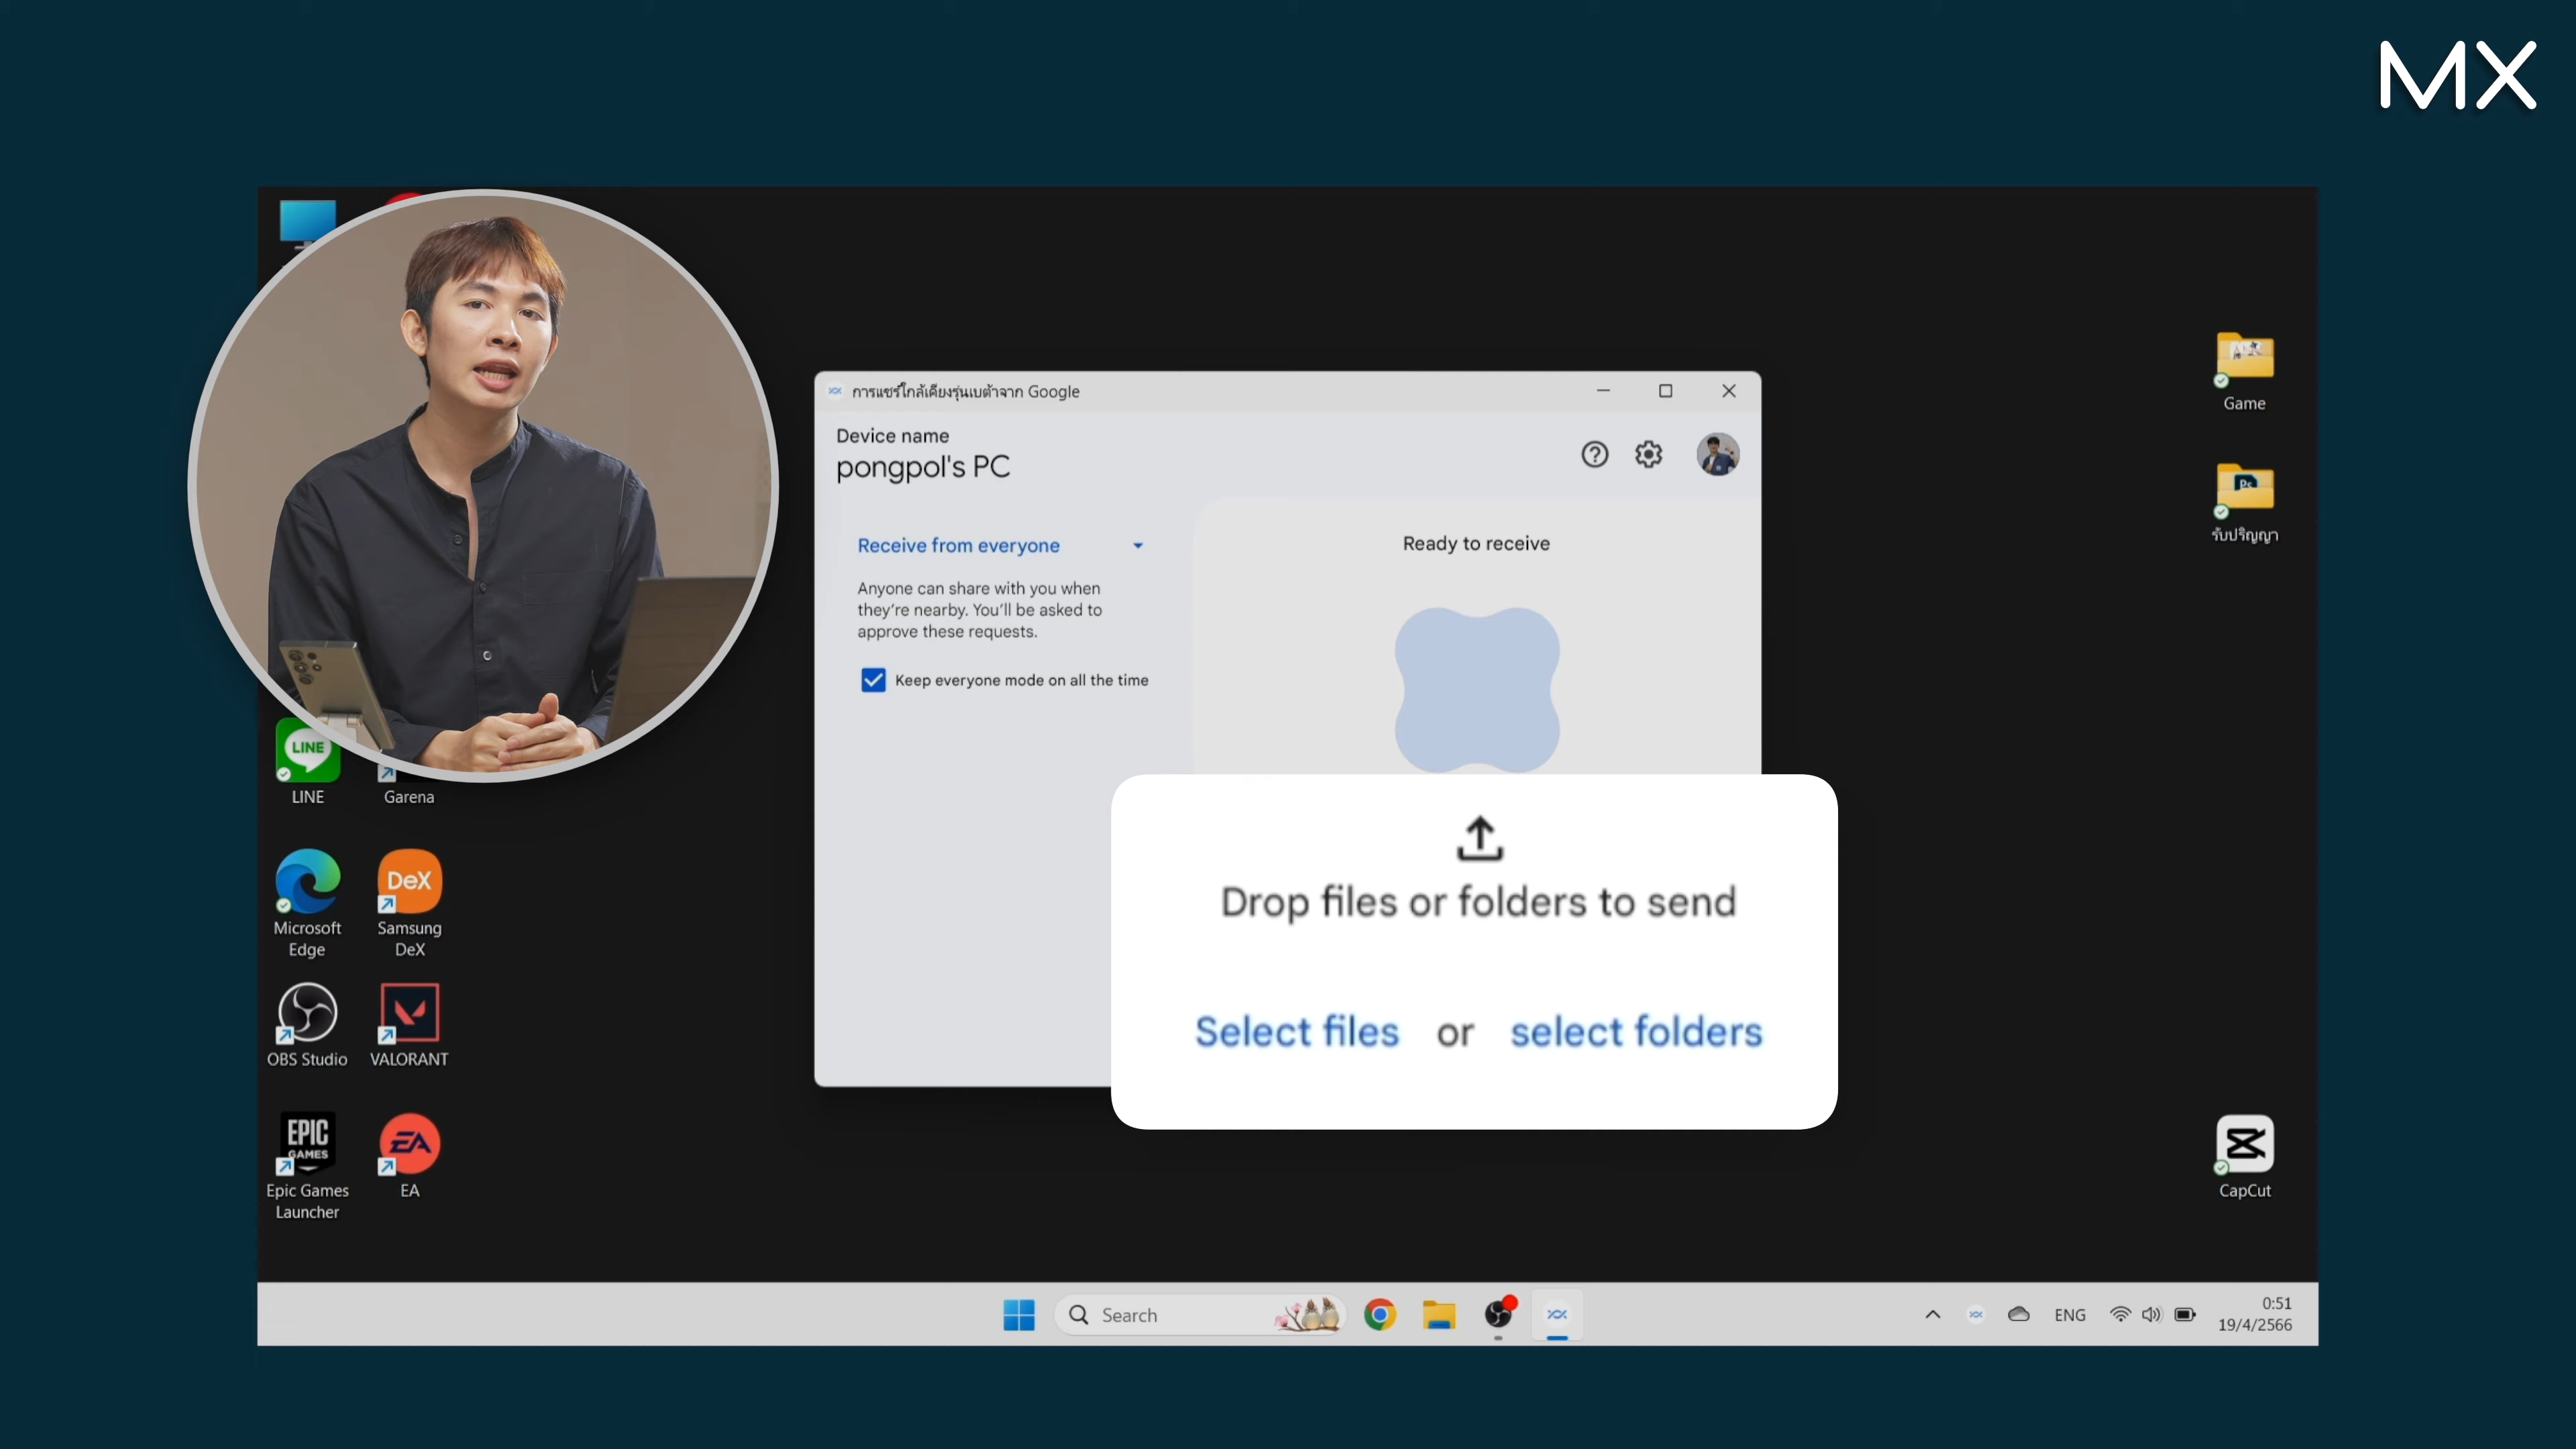 MX
การแชร์ใกล้เคียงรุ่นเบต้าจาก Google
Device name
pongpol's PC
Receive from everyone
Anyone can share with you when
they're nearby. You'll be asked to
approve these requests.
Keep everyone mode on all the time
Ready to receive
Drop files or folders to send
Select files or select folders
LINE
LINE
Garena
Microsoft
Edge
DeX
Samsung
DeX
OBS Studio
VALORANT
EPIC
GAMES
Epic Games
Launcher
EA
EA
Game
Ps
รับปริญญา
CapCut
Search
ENG
0:51
19/4/2566